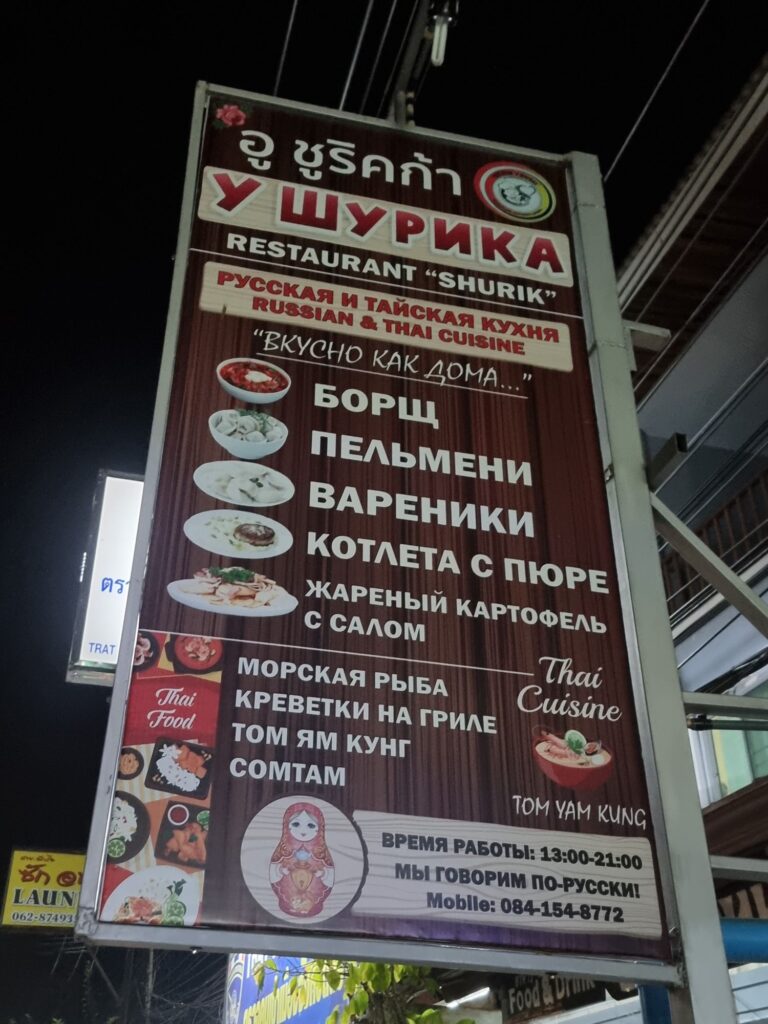 อู ชูริคก้า
У ШУРИКА
RESTAURANT "SHURIK"
РУССКАЯ И ТАЙСКАЯ КУХНЯ
RUSSIAN & THAI CUISINE
"ВКУСНО КАК ДОМА..."
БОРЩ
ПЕЛЬМЕНИ
ВАРЕНИКИ
КОТЛЕТА С ПЮРЕ
ЖАРЕНЫЙ КАРТОФЕЛЬ
С САЛОМ
Thai
Food
МОРСКАЯ РЫБА
КРЕВЕТКИ НА ГРИЛЕ
ТОМ ЯМ КУНГ
СОМТАМ
Thai
Cuisine
TOM YAM KUNG
ВРЕМЯ РАБОТЫ: 13:00-21:00
МЫ ГОВОРИМ ПО-РУССКИ!
Mobile: 084-154-8772
TRAT
ซัก
Food & Drink